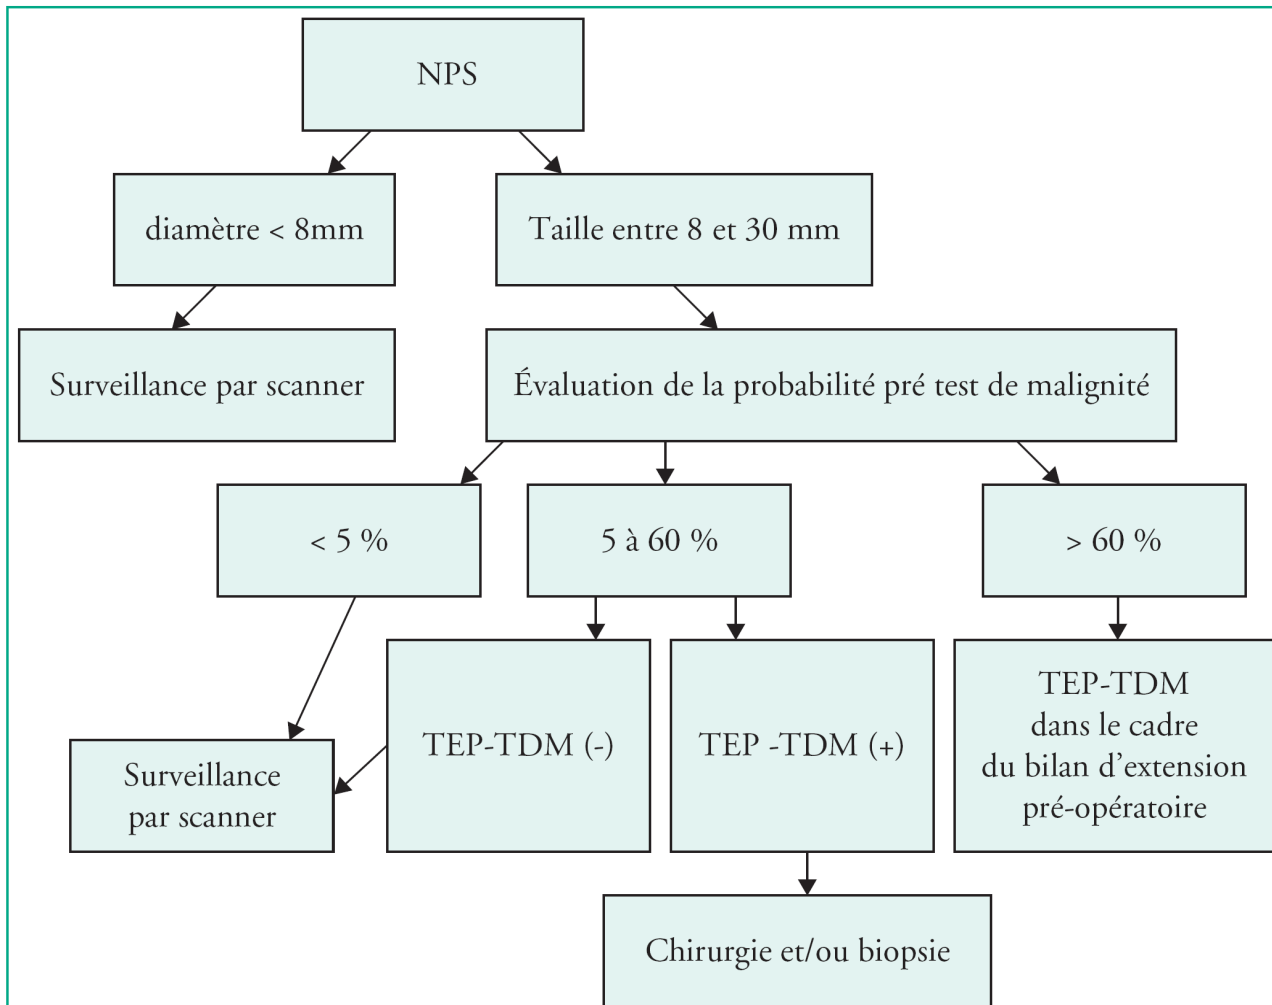 NPS
diamètre < 8mm
Taille entre 8 et 30 mm
Surveillance par scanner
Évaluation de la probabilité pré test de malignité
< 5 %
5 à 60 %
> 60 %
TEP-TDM (-)
TEP -TDM (+)
TEP-TDM
dans le cadre
du bilan d’extension
pré-opératoire
Surveillance
par scanner
Chirurgie et/ou biopsie